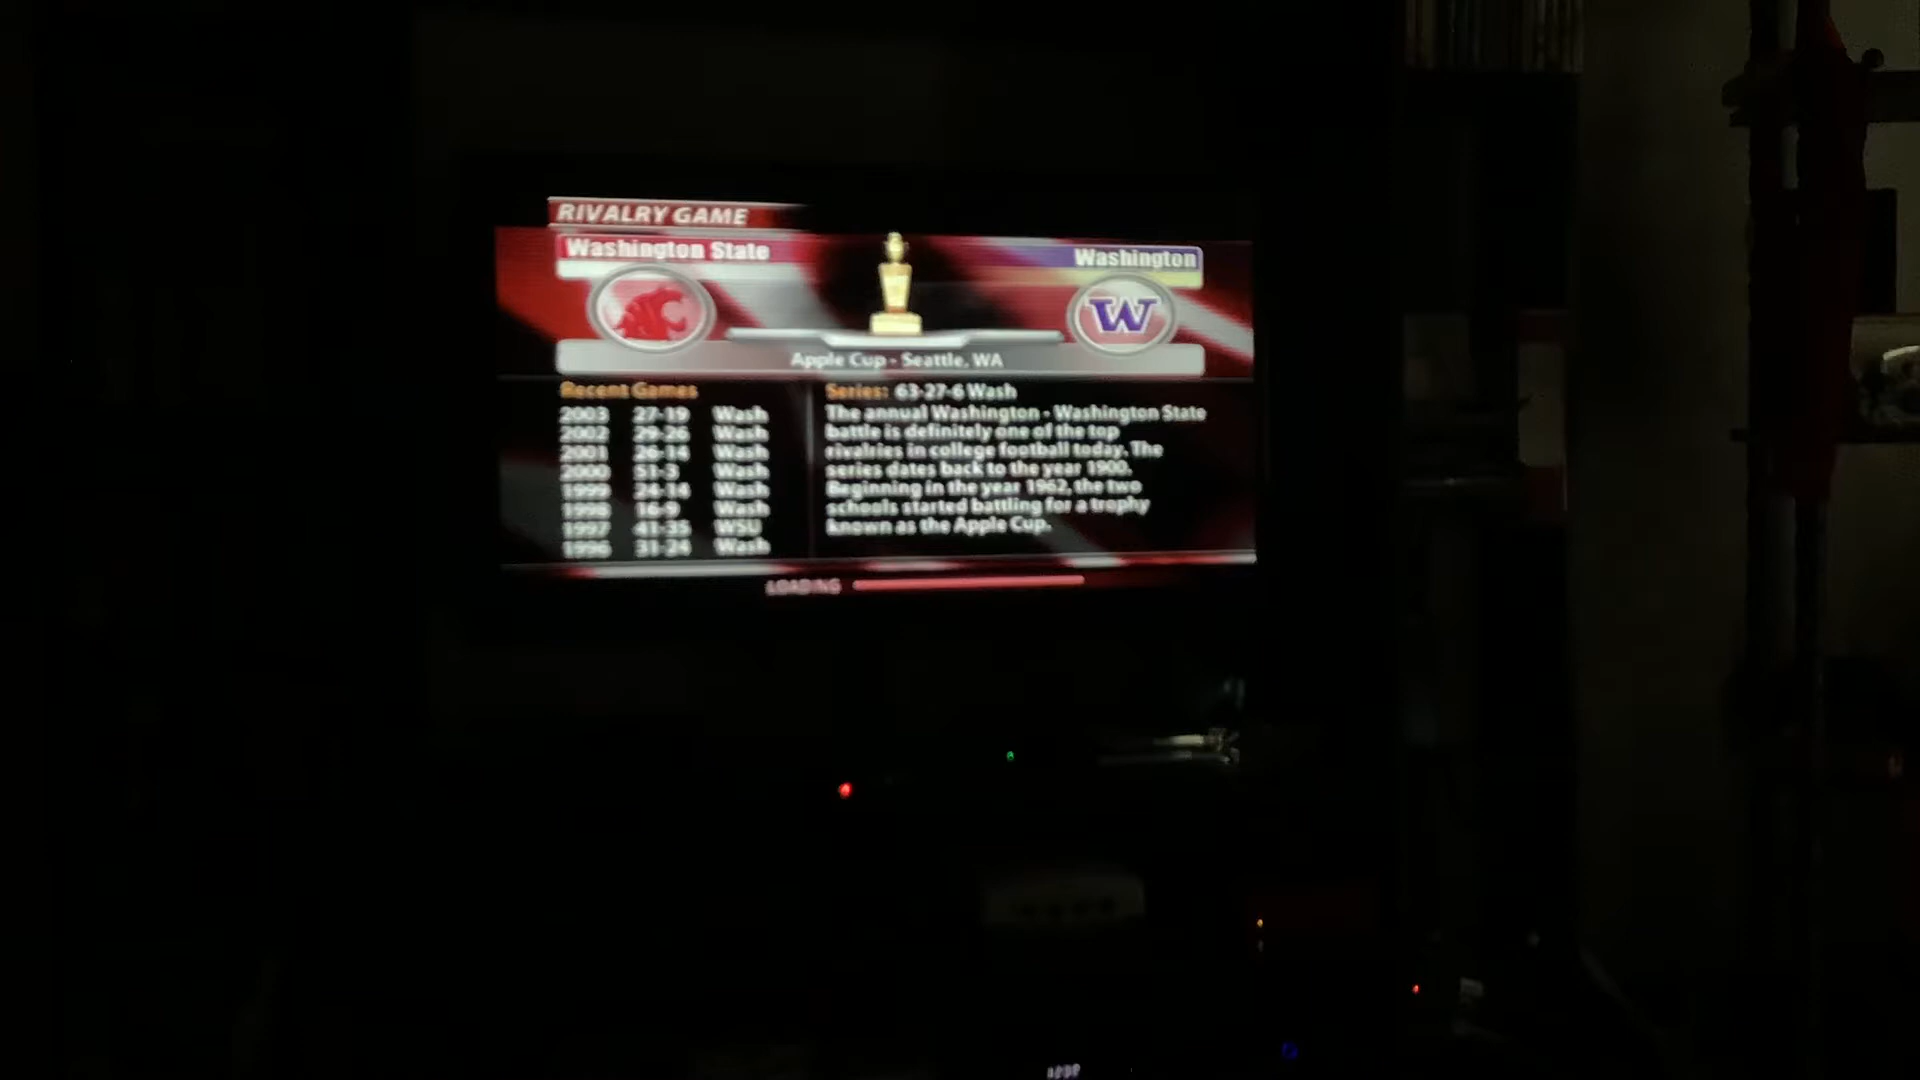 RIVALRY GAME
Washington State
Washington
W
Apple Cup - Seattle, WA
Recent Games
2003 27-19 Wash
2002 29-26 Wash
2001 26-14 Wash
2000 51-3 Wash
1999 24-14 Wash
1998 16-9 Wash
1997 41-35 WSU
1996 31-24 Wash
Series: 63-27-6 Wash
The annual Washington - Washington State
battle is definitely one of the top
rivalries in college football today. The
series dates back to the year 1900.
Beginning in the year 1962, the two
schools started battling for a trophy
known as the Apple Cup.
LOADING